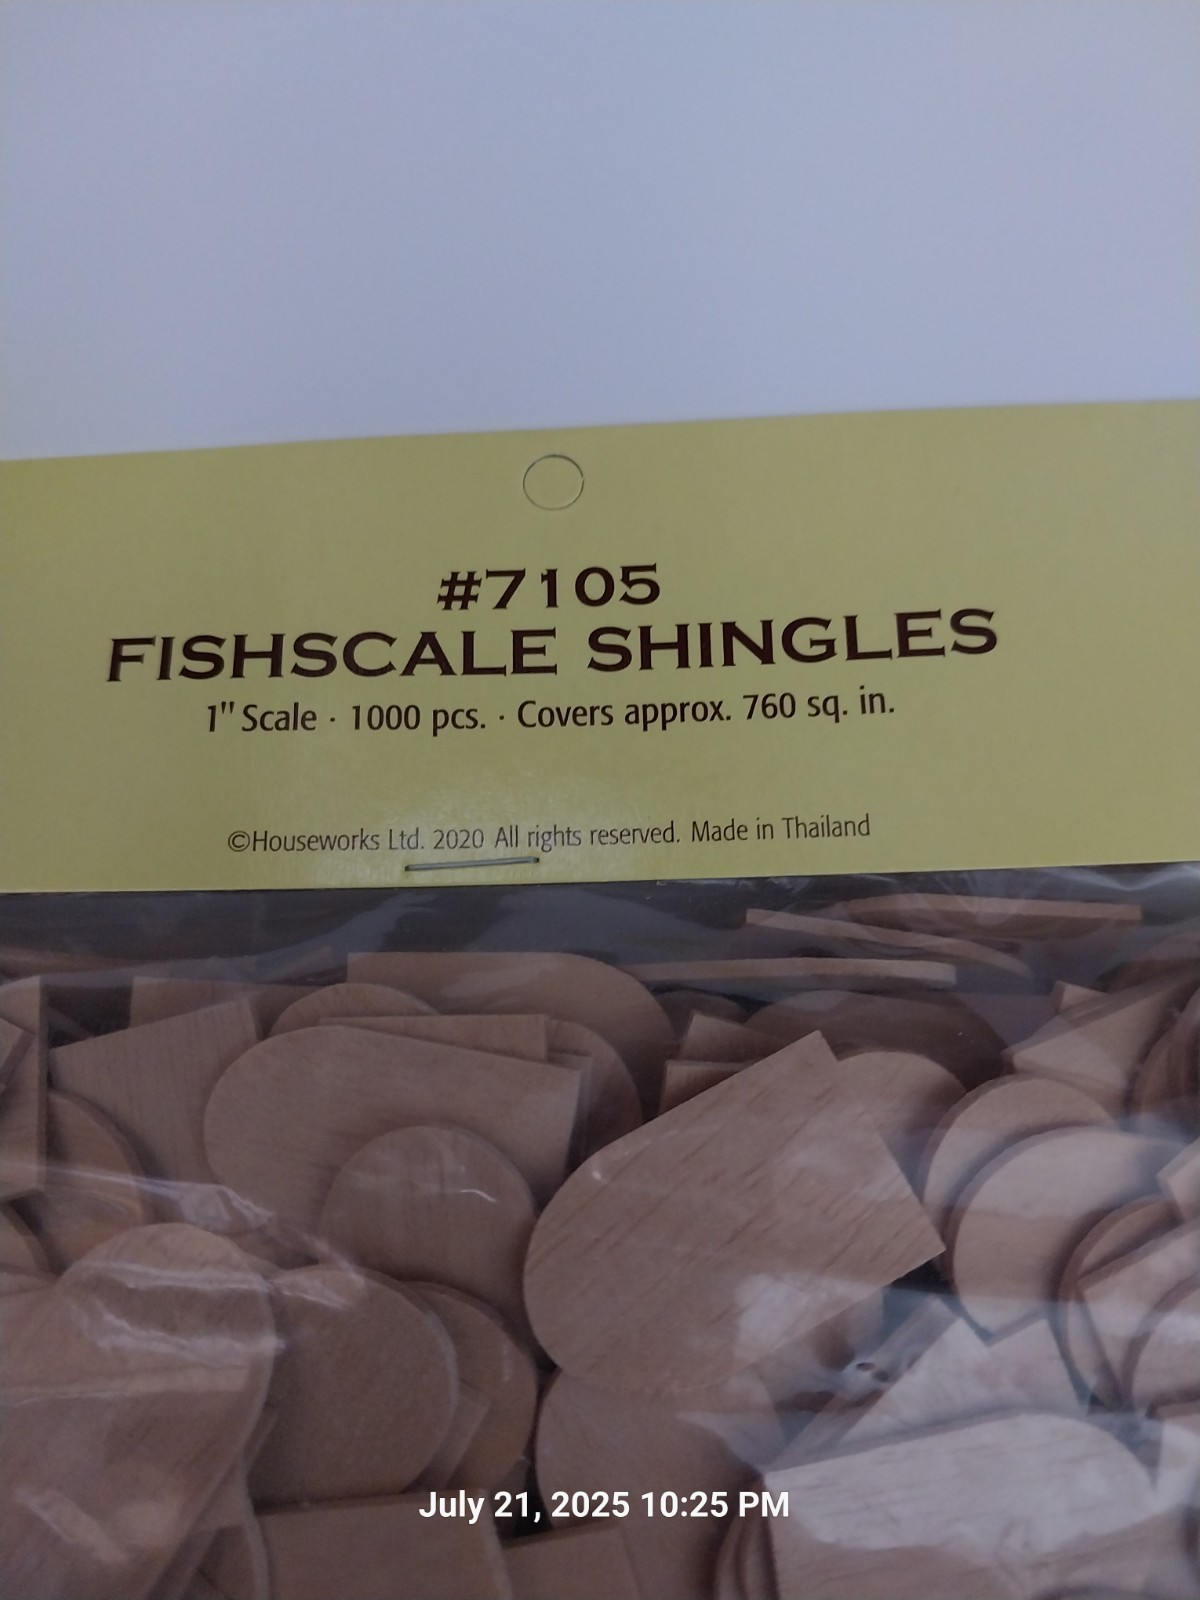 #7105
FISHSCALE SHINGLES
1" Scale · 1000 pcs. · Covers approx. 760 sq. in.
©Houseworks Ltd. 2020 All rights reserved. Made in Thailand
July 21, 2025 10:25 PM